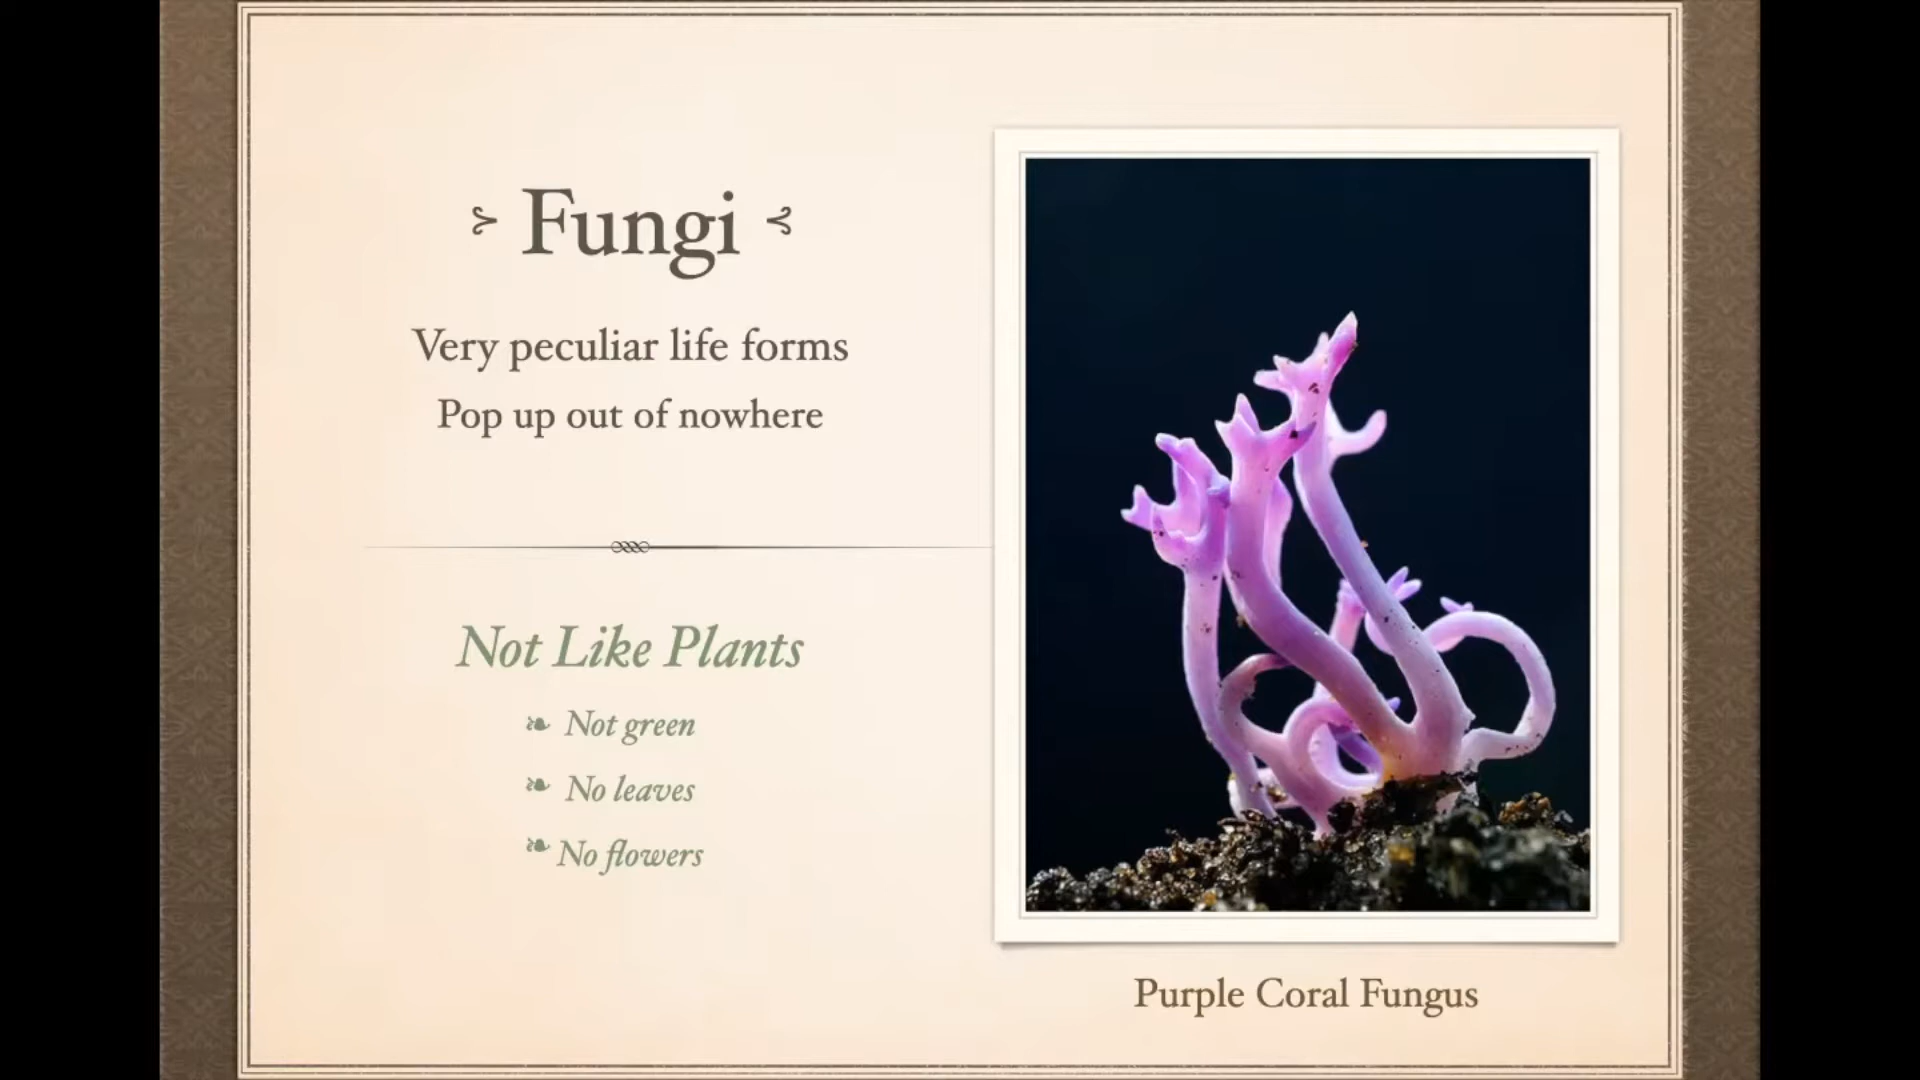 Fungi
Very peculiar life forms
Pop up out of nowhere
Not Like Plants
Not green
No leaves
No flowers
Purple Coral Fungus